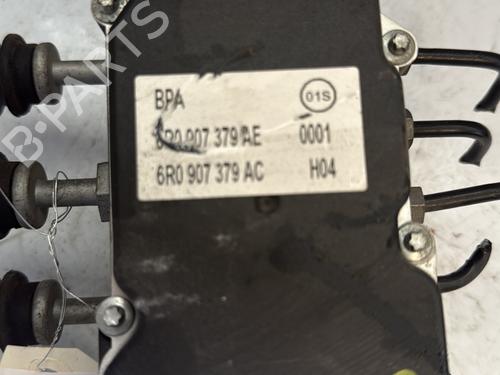 B-PARTS
BPA 01S
6R0 907 379 AE 0001
6R0 907 379 AC H04